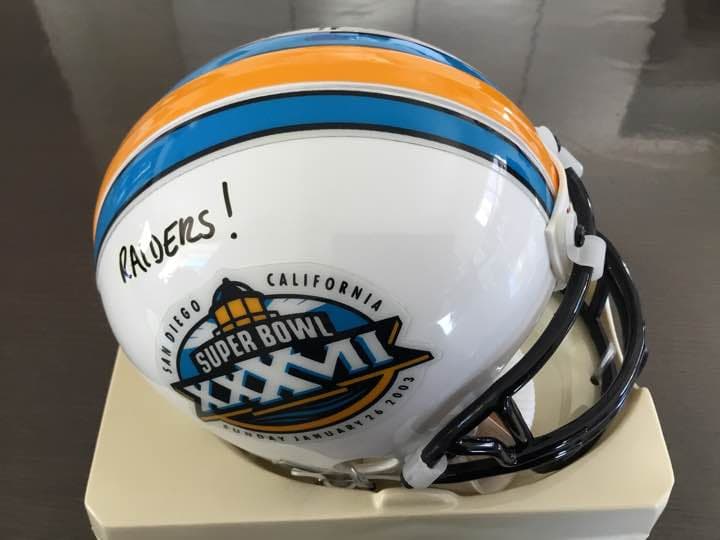 RAIDERS!
SAN DIEGO CALIFORNIA
SUPER BOWL
XXXVII
SUNDAY JANUARY 26 2003